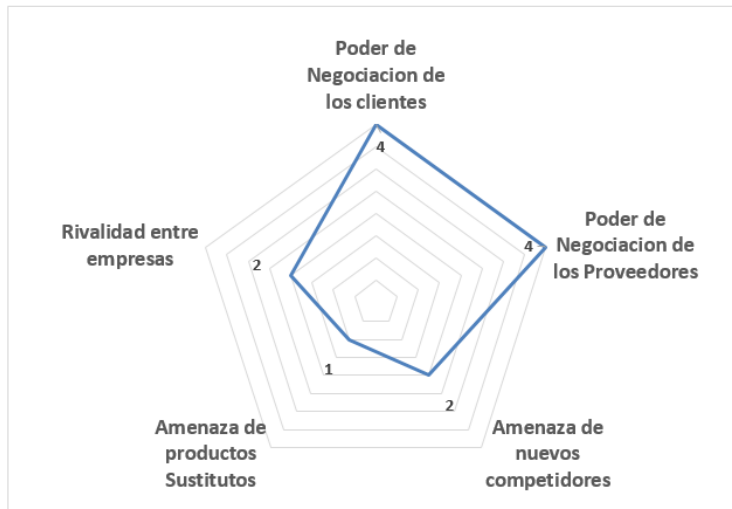 Poder de
Negociacion de
los clientes
4
Poder de
Negociacion de
los Proveedores
4
Rivalidad entre
empresas
2
Amenaza de
productos
Sustitutos
1
Amenaza de
nuevos
competidores
2